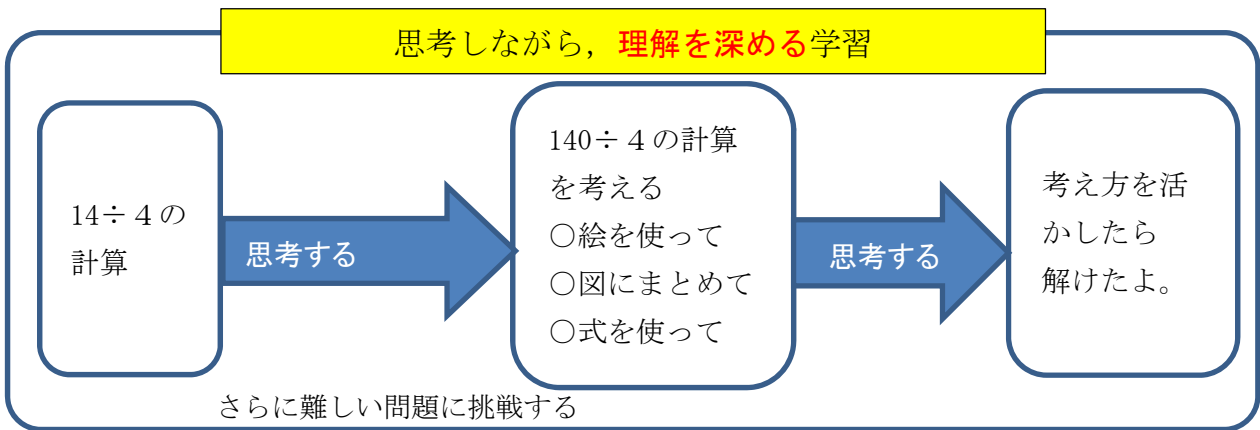 思考しながら，理解を深める学習
14÷４の
計算
思考する
140÷４の計算
を考える
○絵を使って
○図にまとめて
○式を使って
思考する
考え方を活
かしたら
解けたよ。
さらに難しい問題に挑戦する